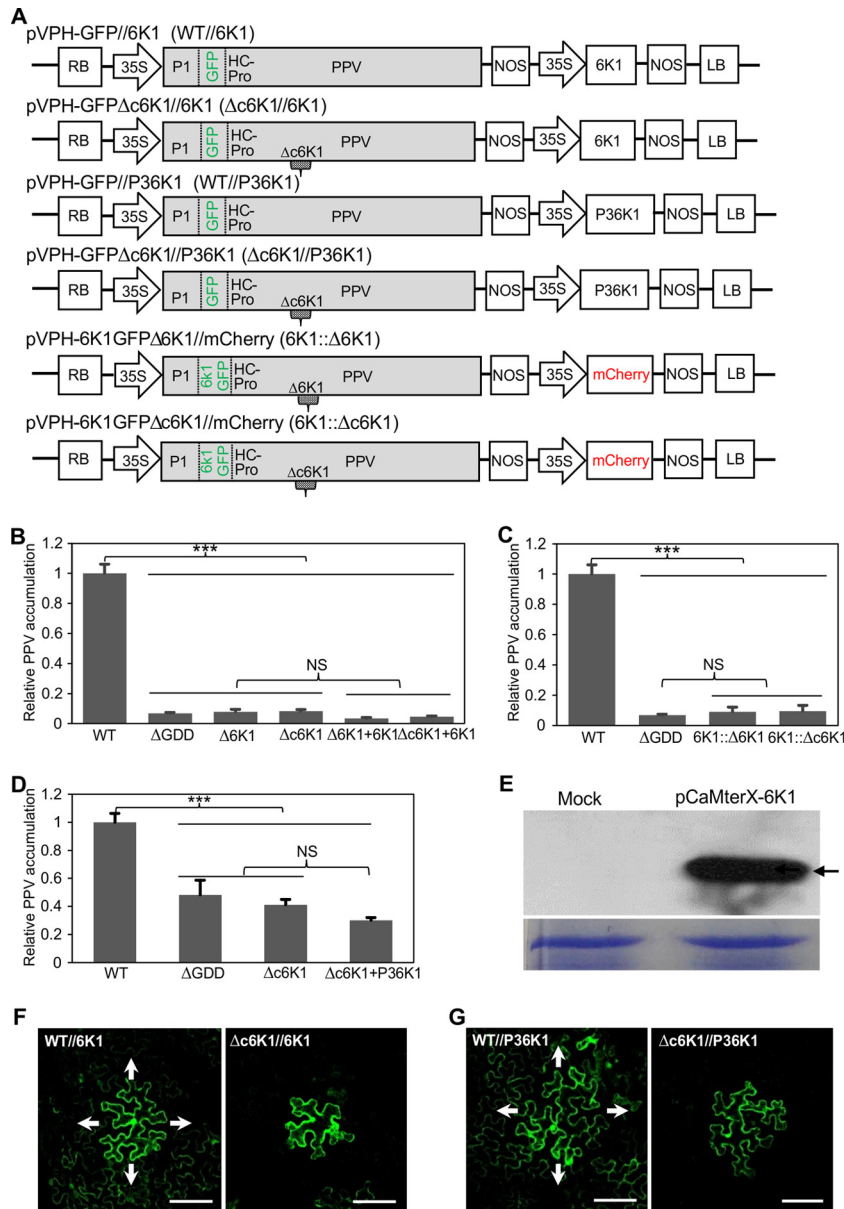 A
pVPH-GFP//6K1 (WT//6K1)
RB 35S P1 GFP HC-Pro PPV NOS 35S 6K1 NOS LB
pVPH-GFPΔc6K1//6K1 (Δc6K1//6K1)
RB 35S P1 GFP HC-Pro Δc6K1 PPV NOS 35S 6K1 NOS LB
pVPH-GFP//P36K1 (WT//P36K1)
RB 35S P1 GFP HC-Pro PPV NOS 35S P36K1 NOS LB
pVPH-GFPΔc6K1//P36K1 (Δc6K1//P36K1)
RB 35S P1 GFP HC-Pro Δc6K1 PPV NOS 35S P36K1 NOS LB
pVPH-6K1GFPΔ6K1//mCherry (6K1::Δ6K1)
RB 35S P1 6k1 GFP HC-Pro Δ6K1 PPV NOS 35S mCherry NOS LB
pVPH-6K1GFPΔc6K1//mCherry (6K1::Δc6K1)
RB 35S P1 6k1 GFP HC-Pro Δc6K1 PPV NOS 35S mCherry NOS LB
B
Relative PPV accumulation
1.2
1
0.8
0.6
0.4
0.2
0
***
NS
WT ΔGDD Δ6K1 Δc6K1 Δ6K1+6K1 Δc6K1+6K1
C
Relative PPV accumulation
1.2
1
0.8
0.6
0.4
0.2
0
***
NS
WT ΔGDD 6K1::Δ6K1 6K1::Δc6K1
D
Relative PPV accumulation
1.2
1.0
0.8
0.6
0.4
0.2
0
***
NS
WT ΔGDD Δc6K1 Δc6K1+P36K1
E
Mock pCaMterX-6K1
F
WT//6K1 Δc6K1//6K1
G
WT//P36K1 Δc6K1//P36K1